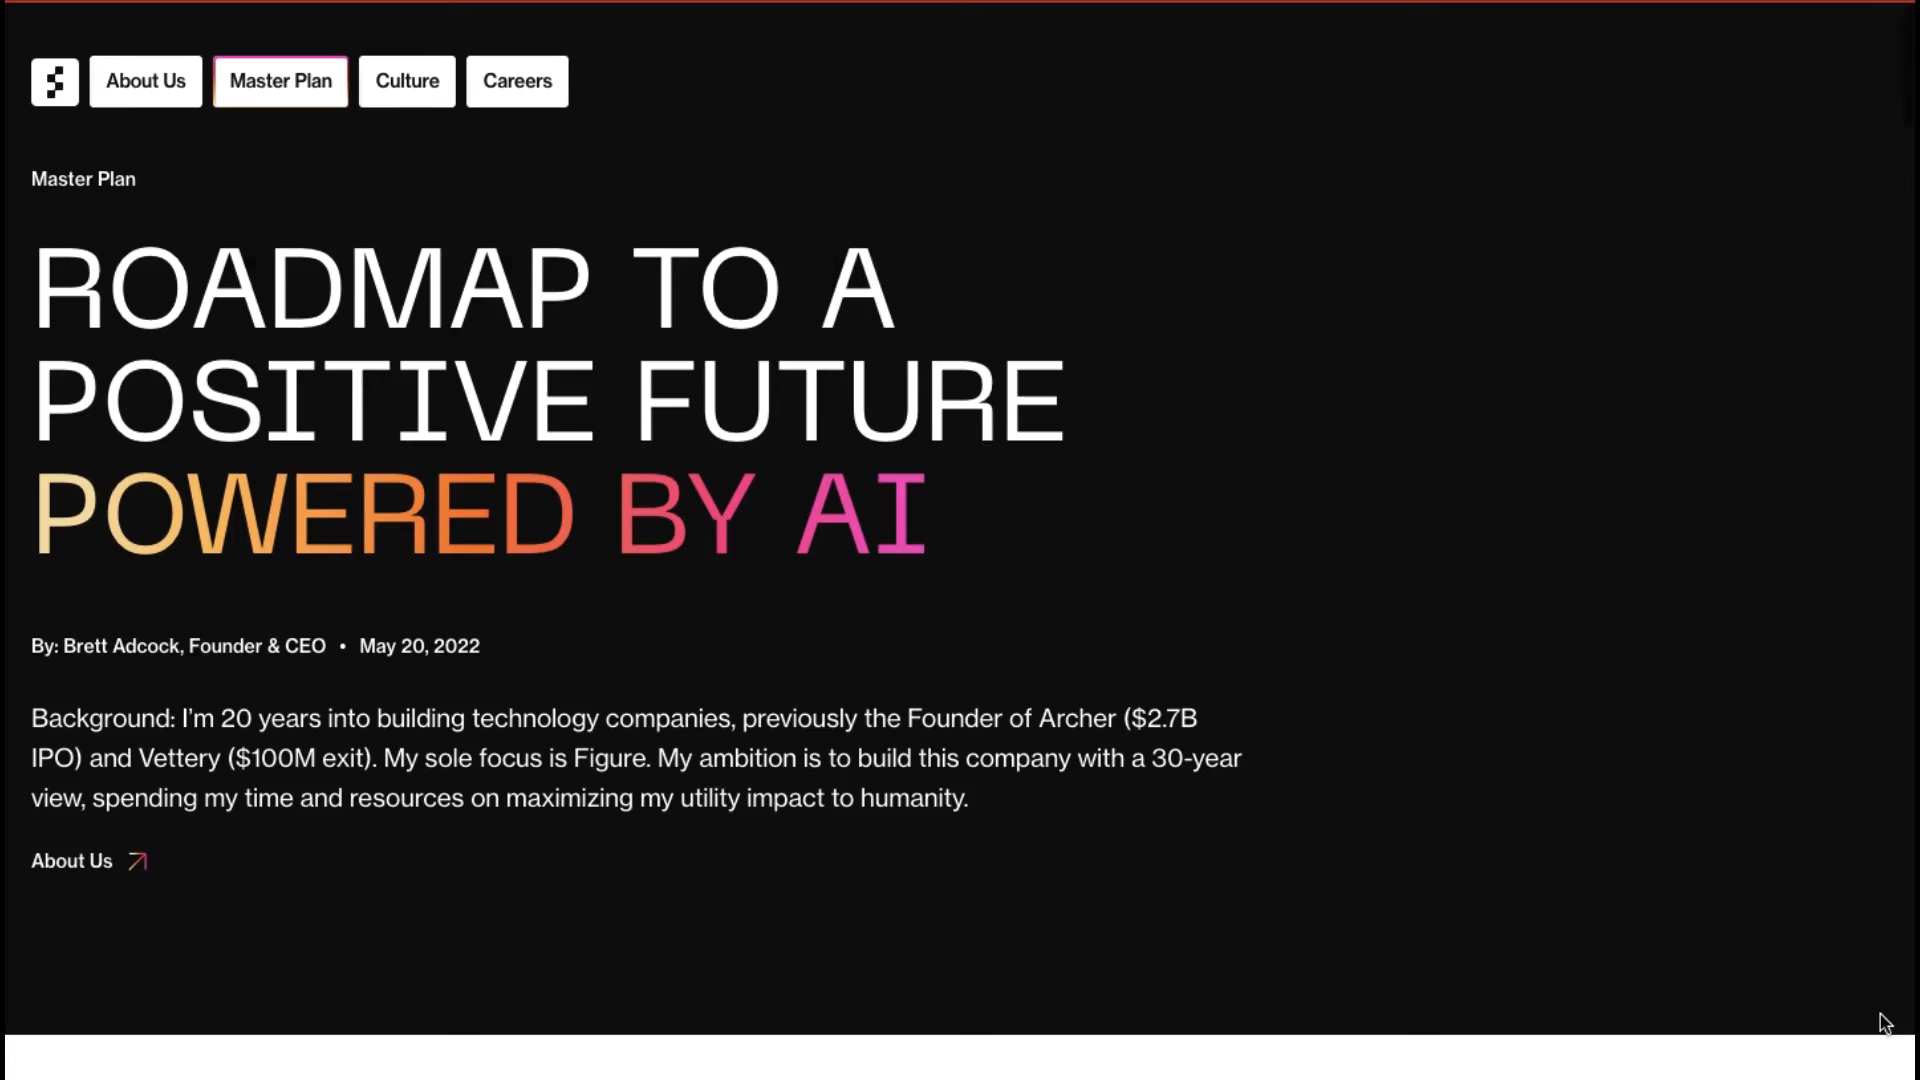 About Us
Master Plan
Culture
Careers
Master Plan
ROADMAP TO A
POSITIVE FUTURE
POWERED BY AI
By: Brett Adcock, Founder & CEO • May 20, 2022
Background: I’m 20 years into building technology companies, previously the Founder of Archer ($2.7B
IPO) and Vettery ($100M exit). My sole focus is Figure. My ambition is to build this company with a 30-year
view, spending my time and resources on maximizing my utility impact to humanity.
About Us